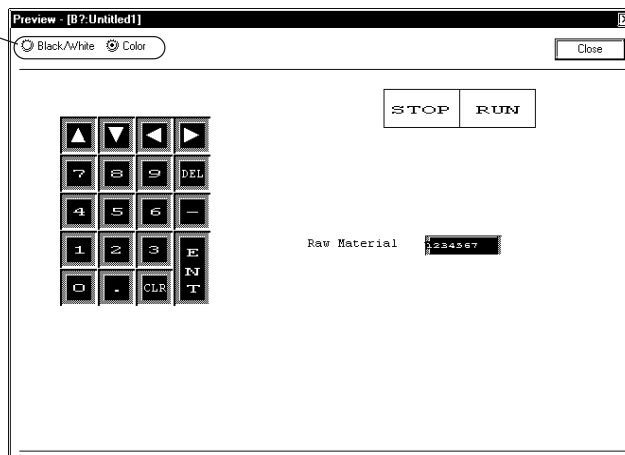 Preview - [B?:Untitled1]
Black/White Color Close
STOP RUN
7 8 9 DEL
4 5 6 -
1 2 3 ENT
0 . CLR
Raw Material 1234567